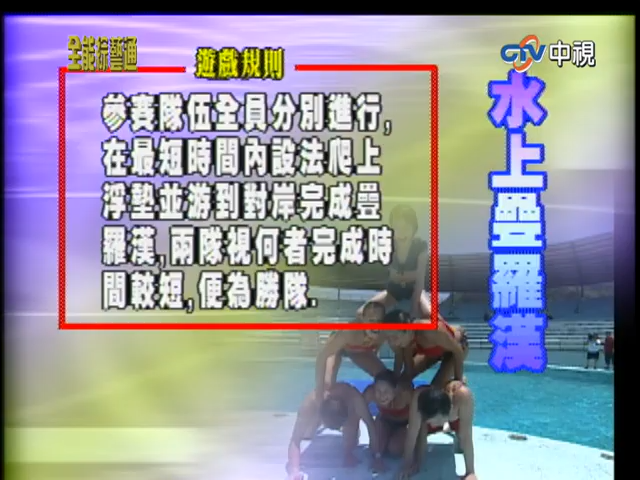 全能綜藝通
CTV中視
遊戲規則
參賽隊伍全員分別進行,
在最短時間內設法爬上
浮墊並游到對岸完成疊
羅漢,兩隊視何者完成時
間較短,便為勝隊.
水上疊羅漢